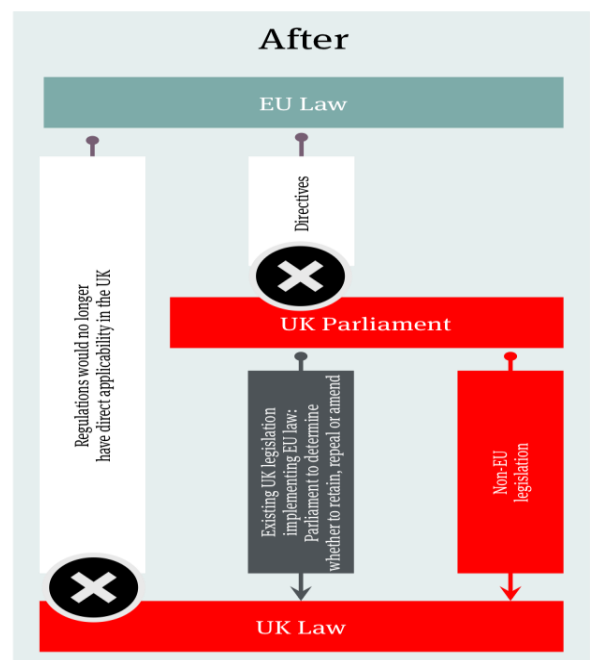 After
EU Law
Regulations would no longer
have direct applicability in the UK
Directives
UK Parliament
Existing UK legislation
implementing EU law:
Parliament to determine
whether to retain, repeal or amend
Non-EU
legislation
UK Law